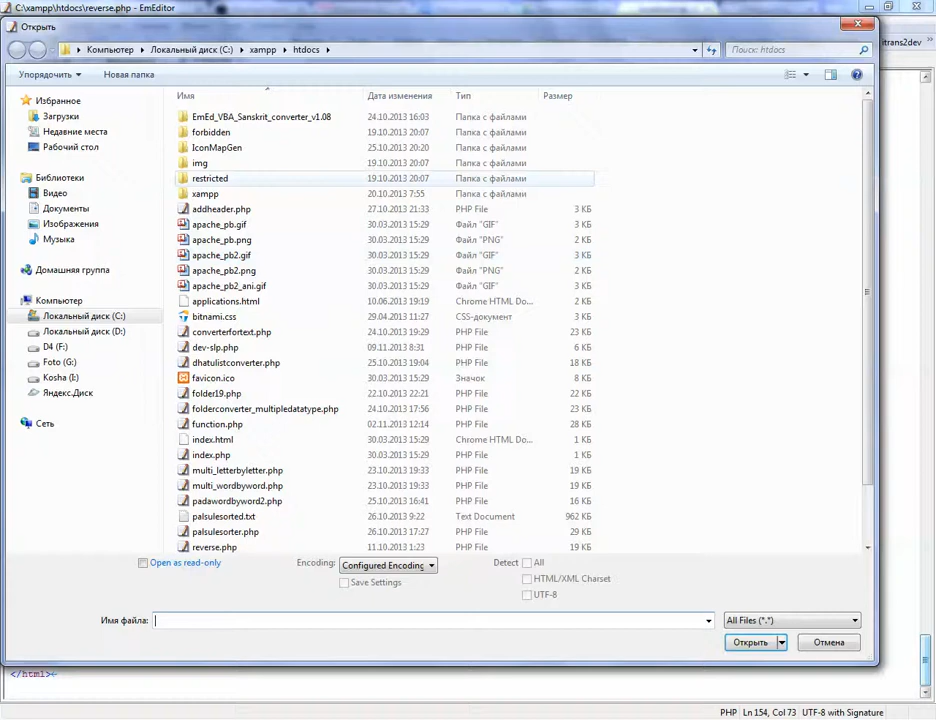 C:\xampp\htdocs\reverse.php - EmEditor
Открыть
Компьютер
Локальный диск (C:)
xampp
htdocs
Поиск: htdocs
itrans2dev
Упорядочить
Новая папка
Имя Дата изменения Тип Размер
Избранное
Загрузки
Недавние места
Рабочий стол
Библиотеки
Видео
Документы
Изображения
Музыка
Домашняя группа
Компьютер
Локальный диск (C:)
Локальный диск (D:)
D4 (F:)
Foto (G:)
Kosha (I:)
Яндекс.Диск
Сеть
EmEd_VBA_Sanskrit_converter_v1.08 24.10.2013 16:03 Папка с файлами
forbidden 19.10.2013 20:07 Папка с файлами
IconMapGen 25.10.2013 20:20 Папка с файлами
img 19.10.2013 20:07 Папка с файлами
restricted 19.10.2013 20:07 Папка с файлами
xampp 20.10.2013 7:55 Папка с файлами
addheader.php 27.10.2013 21:33 PHP File 3 КБ
apache_pb.gif 30.03.2013 15:29 Файл "GIF" 3 КБ
apache_pb.png 30.03.2013 15:29 Файл "PNG" 2 КБ
apache_pb2.gif 30.03.2013 15:29 Файл "GIF" 3 КБ
apache_pb2.png 30.03.2013 15:29 Файл "PNG" 2 КБ
apache_pb2_ani.gif 30.03.2013 15:29 Файл "GIF" 3 КБ
applications.html 10.06.2013 19:19 Chrome HTML Do... 3 КБ
bitnami.css 29.04.2013 11:27 CSS-документ 3 КБ
converterfortext.php 24.10.2013 19:29 PHP File 23 КБ
dev-slp.php 09.11.2013 8:31 PHP File 6 КБ
dhatulistconverter.php 25.10.2013 19:04 PHP File 18 КБ
favicon.ico 30.03.2013 15:29 Значок 8 КБ
folder19.php 22.10.2013 22:21 PHP File 22 КБ
folderconverter_multipledatatype.php 24.10.2013 17:56 PHP File 23 КБ
function.php 02.11.2013 12:14 PHP File 28 КБ
index.html 30.03.2013 15:29 Chrome HTML Do... 1 КБ
index.php 30.03.2013 15:29 PHP File 1 КБ
multi_letterbyletter.php 23.10.2013 19:33 PHP File 19 КБ
multi_wordbyword.php 23.10.2013 19:33 PHP File 19 КБ
padawordbyword2.php 25.10.2013 16:41 PHP File 16 КБ
palsulesorted.txt 26.10.2013 9:22 Text Document 962 КБ
palsulesorter.php 26.10.2013 17:27 PHP File 29 КБ
reverse.php 11.10.2013 1:23 PHP File 19 КБ
Open as read-only
Encoding:
Configured Encoding
Save Settings
Detect
All
HTML/XML Charset
UTF-8
Имя файла:
All Files (*.*)
Открыть
Отмена
</html>
PHP Ln 154, Col 73 UTF-8 with Signature